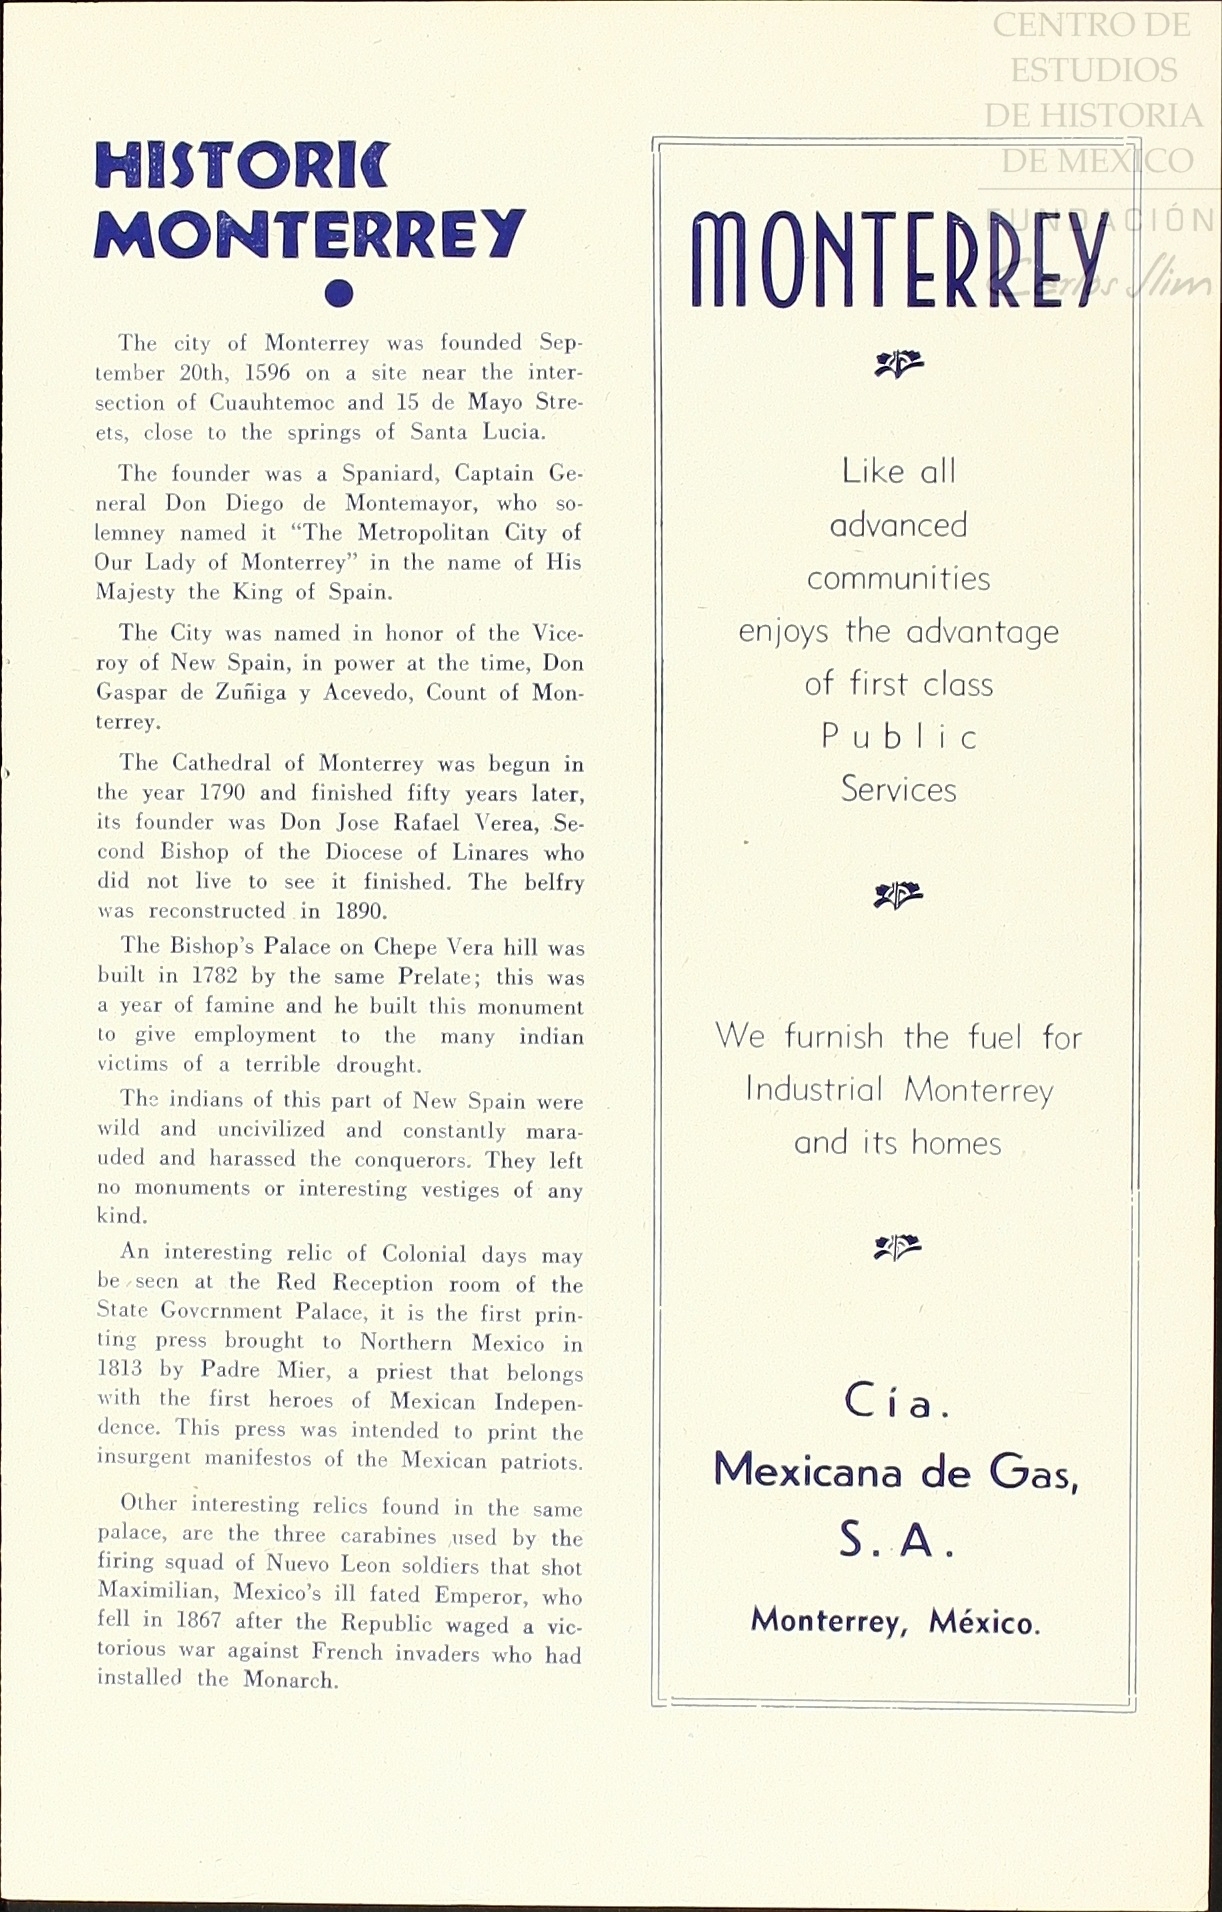 CENTRO DE
ESTUDIOS
DE HISTORIA
DE MEXICO
FUNDACIÓN
Carlos Slim
HISTORIC
MONTERREY
The city of Monterrey was founded Sep-
tember 20th, 1596 on a site near the inter-
section of Cuauhtemoc and 15 de Mayo Stre-
ets, close to the springs of Santa Lucia.
The founder was a Spaniard, Captain Ge-
neral Don Diego de Montemayor, who so-
lemney named it “The Metropolitan City of
Our Lady of Monterrey” in the name of His
Majesty the King of Spain.
The City was named in honor of the Vice-
roy of New Spain, in power at the time, Don
Gaspar de Zuñiga y Acevedo, Count of Mon-
terrey.
The Cathedral of Monterrey was begun in
the year 1790 and finished fifty years later,
its founder was Don Jose Rafael Verea, Se-
cond Bishop of the Diocese of Linares who
did not live to see it finished. The belfry
was reconstructed in 1890.
The Bishop’s Palace on Chepe Vera hill was
built in 1782 by the same Prelate; this was
a year of famine and he built this monument
to give employment to the many indian
victims of a terrible drought.
The indians of this part of New Spain were
wild and uncivilized and constantly mara-
uded and harassed the conquerors. They left
no monuments or interesting vestiges of any
kind.
An interesting relic of Colonial days may
be seen at the Red Reception room of the
State Government Palace, it is the first prin-
ting press brought to Northern Mexico in
1813 by Padre Mier, a priest that belongs
with the first heroes of Mexican Indepen-
dence. This press was intended to print the
insurgent manifestos of the Mexican patriots.
Other interesting relics found in the same
palace, are the three carabines used by the
firing squad of Nuevo Leon soldiers that shot
Maximilian, Mexico’s ill fated Emperor, who
fell in 1867 after the Republic waged a vic-
torious war against French invaders who had
installed the Monarch.
MONTERREY
Like all
advanced
communities
enjoys the advantage
of first class
Public
Services
We furnish the fuel for
Industrial Monterrey
and its homes
Cía.
Mexicana de Gas,
S. A.
Monterrey, México.